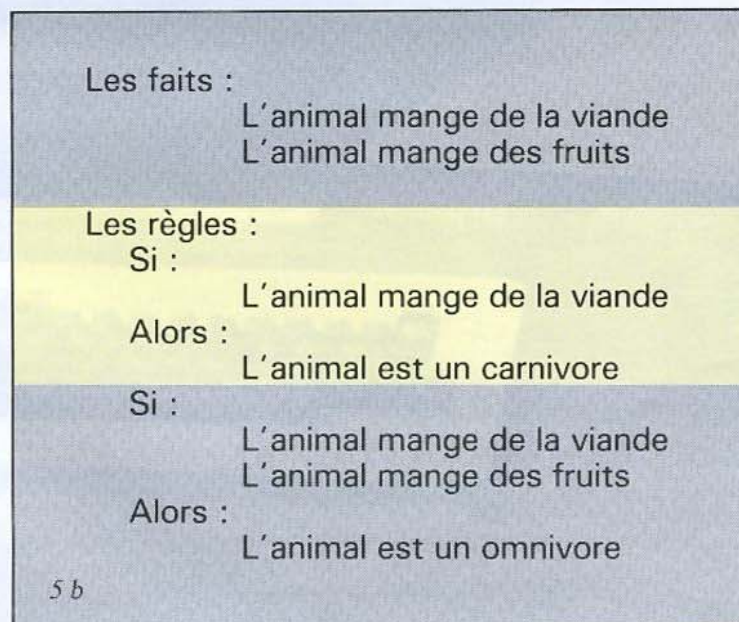 Les faits :
L'animal mange de la viande
L'animal mange des fruits
Les règles :
Si :
L'animal mange de la viande
Alors :
L'animal est un carnivore
Si :
L'animal mange de la viande
L'animal mange des fruits
Alors :
L'animal est un omnivore
5 b